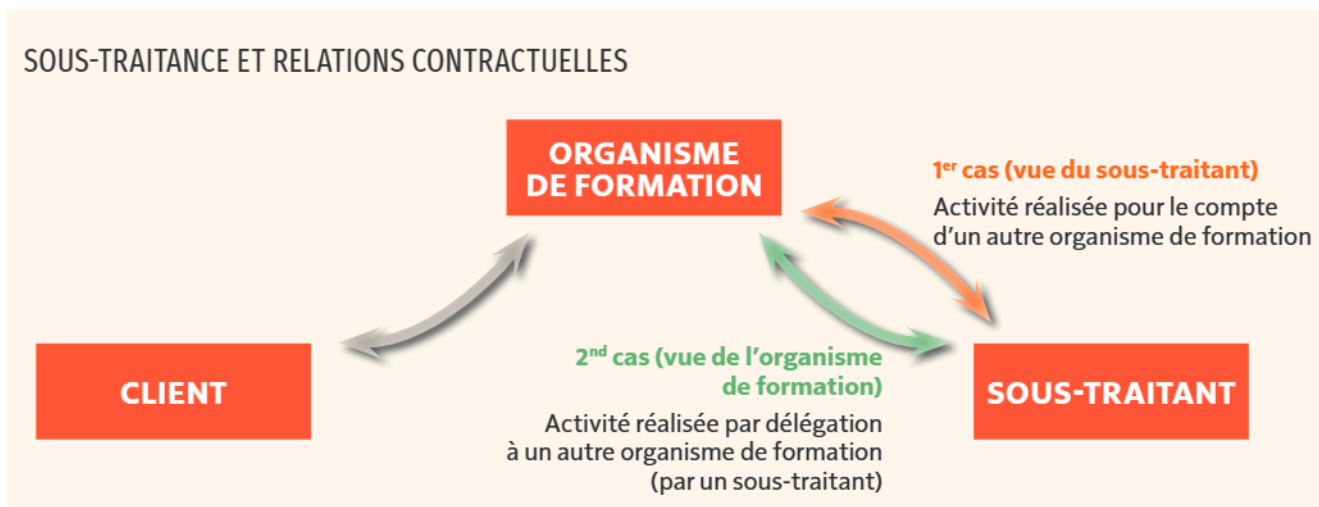 SOUS-TRAITANCE ET RELATIONS CONTRACTUELLES
ORGANISME
DE FORMATION
1er cas (vue du sous-traitant)
Activité réalisée pour le compte
d’un autre organisme de formation
CLIENT
2nd cas (vue de l’organisme
de formation)
Activité réalisée par délégation
à un autre organisme de formation
(par un sous-traitant)
SOUS-TRAITANT